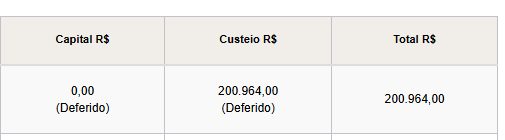 Capital R$ Custeio R$ Total R$
0,00 200.964,00 200.964,00
(Deferido) (Deferido)